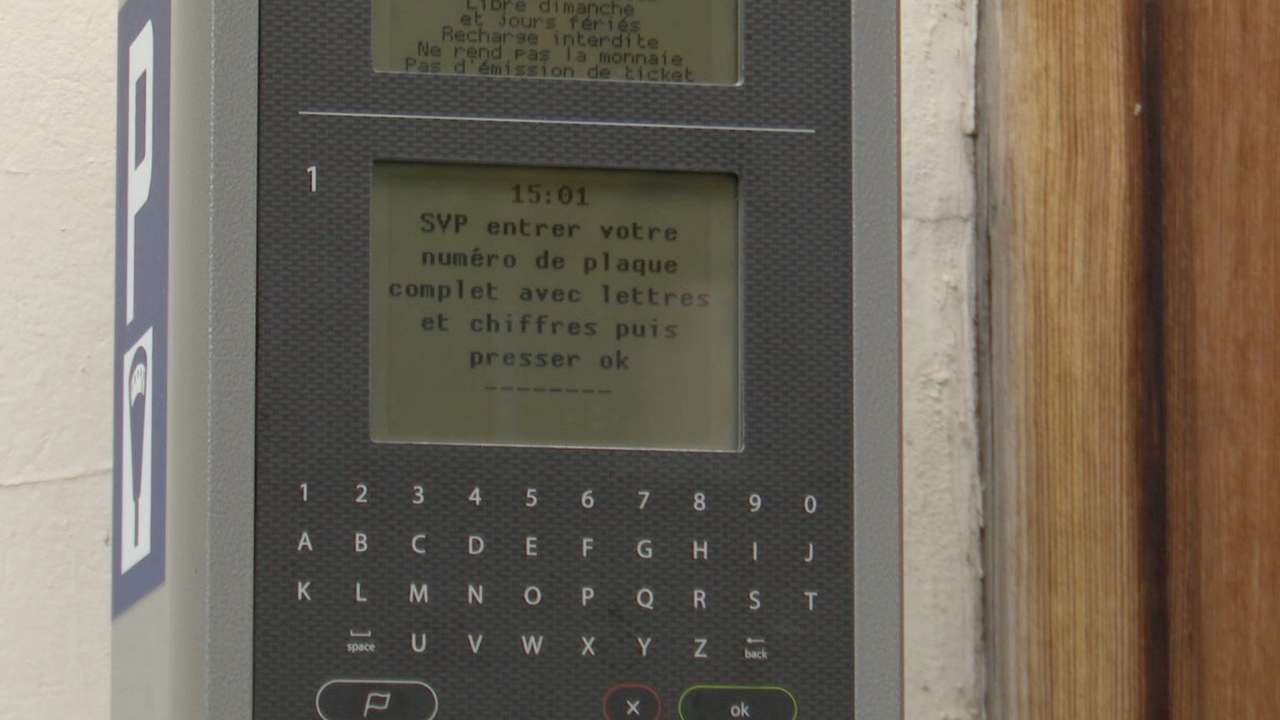 Libre dimanche
et jours fériés
Recharge interdite
Ne rend pas la monnaie
Pas d'émission de ticket
P
1
15:01
SVP entrer votre
numéro de plaque
complet avec lettres
et chiffres puis
presser ok
--------
1 2 3 4 5 6 7 8 9 0
A B C D E F G H I J
K L M N O P Q R S T
space U V W X Y Z back
X ok